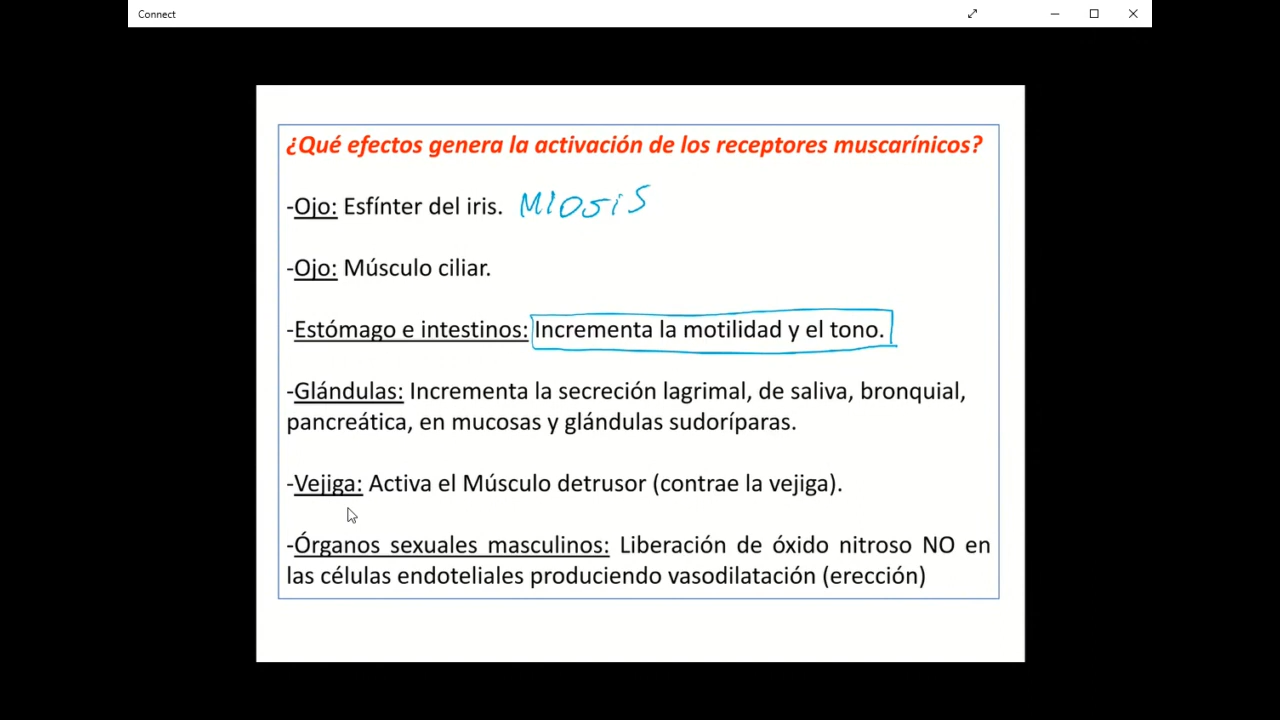 Connect
¿Qué efectos genera la activación de los receptores muscarínicos?
-Ojo: Esfínter del iris. MIOSIS
-Ojo: Músculo ciliar.
-Estómago e intestinos: Incrementa la motilidad y el tono.
-Glándulas: Incrementa la secreción lagrimal, de saliva, bronquial,
pancreática, en mucosas y glándulas sudoríparas.
-Vejiga: Activa el Músculo detrusor (contrae la vejiga).
-Órganos sexuales masculinos: Liberación de óxido nitroso NO en
las células endoteliales produciendo vasodilatación (erección)